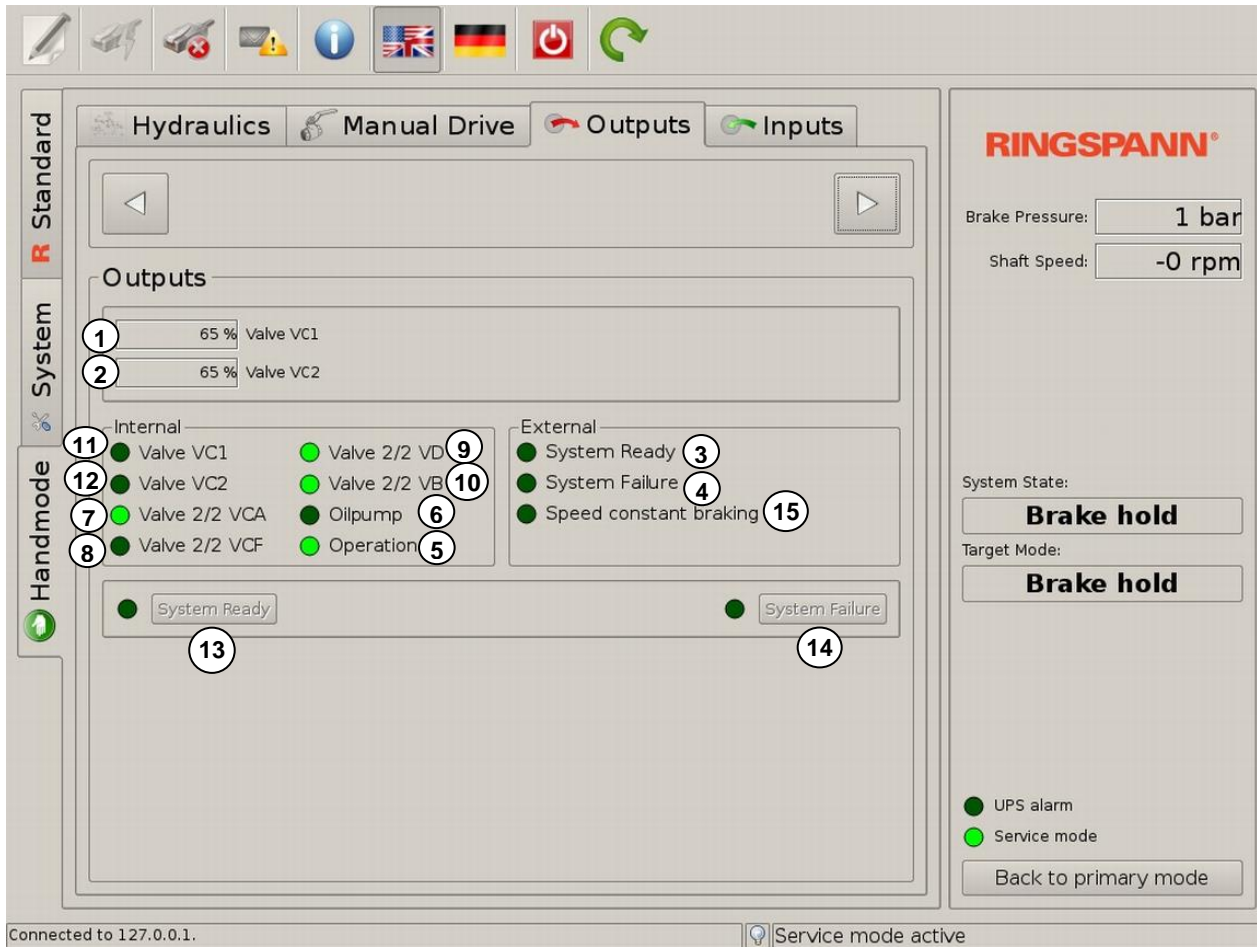 Hydraulics Manual Drive Outputs Inputs
R Standard
System
Handmode
Outputs
1 65 % Valve VC1
2 65 % Valve VC2
Internal
11 Valve VC1 Valve 2/2 VD 9
12 Valve VC2 Valve 2/2 VB 10
7 Valve 2/2 VCA Oilpump 6
8 Valve 2/2 VCF Operation 5
External
System Ready 3
System Failure 4
Speed constant braking 15
System Ready System Failure
13 14
RINGSPANN®
Brake Pressure: 1 bar
Shaft Speed: -0 rpm
System State:
Brake hold
Target Mode:
Brake hold
UPS alarm
Service mode
Back to primary mode
Connected to 127.0.0.1. Service mode active